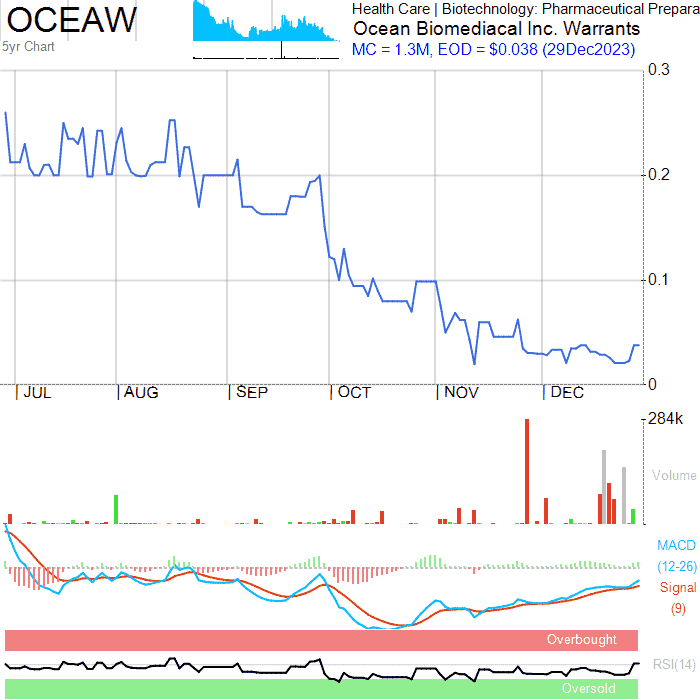 OCEAW
5yr Chart
Health Care | Biotechnology: Pharmaceutical Prepara
Ocean Biomediacal Inc. Warrants
MC = 1.3M, EOD = $0.038 (29Dec2023)
0.3
0.2
0.1
0
| JUL | AUG | SEP | OCT | NOV | DEC
284k
Volume
MACD
(12-26)
Signal
(9)
Overbought
RSI(14)
Oversold